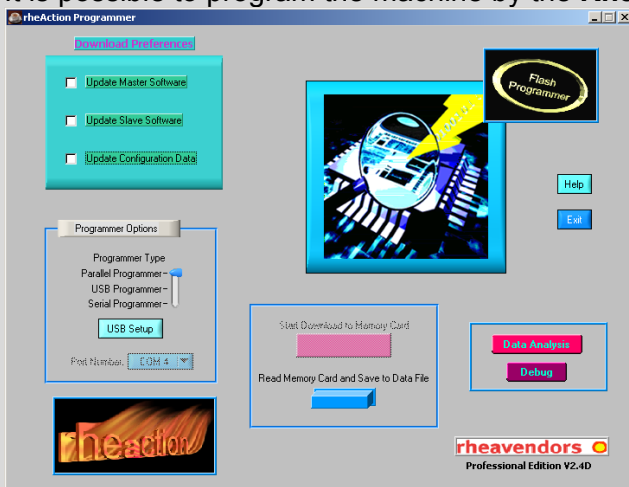 It is possible to program the machine by the
rheAction Programmer
Download Preferences
Update Master Software
Update Slave Software
Update Configuration Data
Flash
Programmer
Help
Exit
Programmer Options
Programmer Type
Parallel Programmer
USB Programmer
Serial Programmer
USB Setup
Port Number.
COM 4
Start Download to Memory Card
Read Memory Card and Save to Data File
Data Analysis
Debug
rheaction
rheavendors
Professional Edition V2.4D